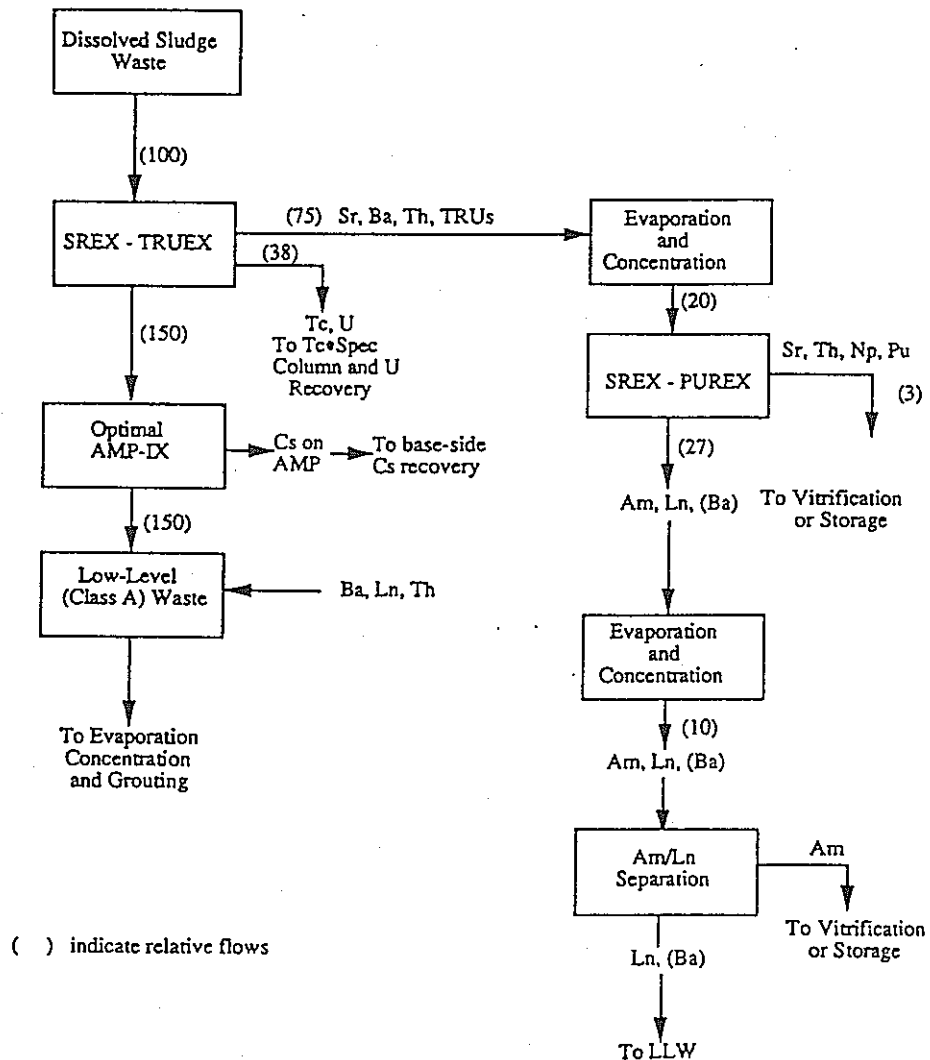 Dissolved Sludge
Waste
(100)
SREX - TRUEX
(75) Sr, Ba, Th, TRUs
(38)
Tc, U
To Tc•Spec
Column and U
Recovery
(150)
Optimal
AMP-IX
Cs on
AMP
To base-side
Cs recovery
(150)
Low-Level
(Class A) Waste
Ba, Ln, Th
To Evaporation
Concentration
and Grouting
Evaporation
and
Concentration
(20)
SREX - PUREX
Sr, Th, Np, Pu
(3)
To Vitrification
or Storage
(27)
Am, Ln, (Ba)
Evaporation
and
Concentration
(10)
Am, Ln, (Ba)
Am/Ln
Separation
Am
To Vitrification
or Storage
Ln, (Ba)
To LLW
( ) indicate relative flows